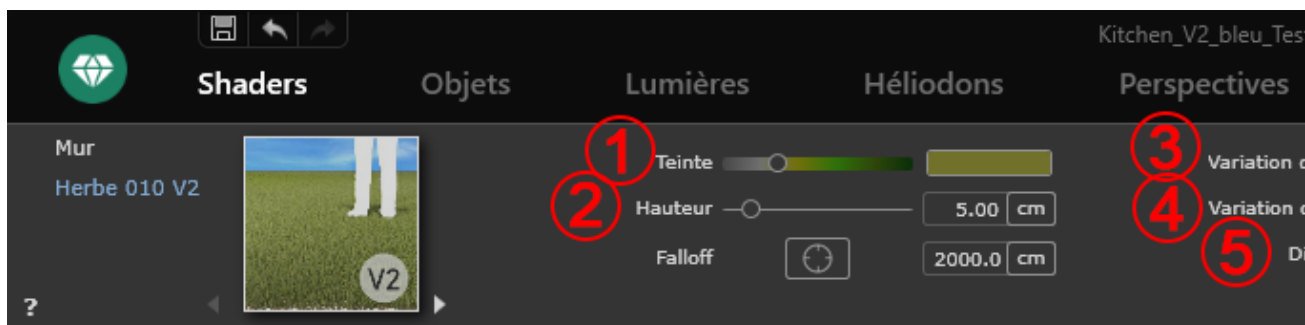 Kitchen_V2_bleu_Tes
Shaders Objets Lumières Héliodons Perspectives
Mur
Herbe 010 V2
V2
?
1 Teinte
2 Hauteur 5.00 cm
Falloff 2000.0 cm
3 Variation
4 Variation
5